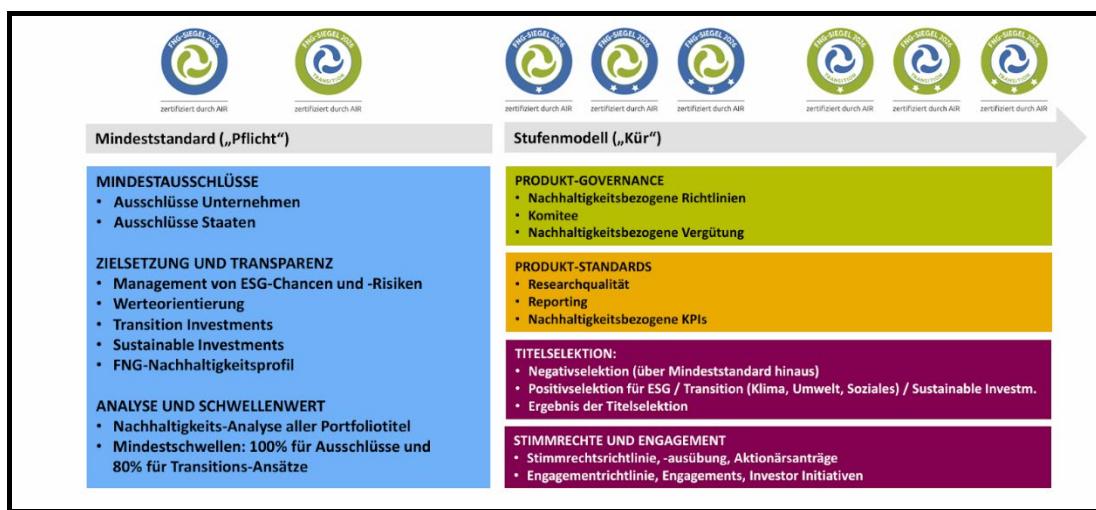 FNG-SIEGEL 2026
zertifiziert durch AIR
FNG-SIEGEL 2026
TRANSITION
zertifiziert durch AIR
FNG-SIEGEL 2026
zertifiziert durch AIR
FNG-SIEGEL 2026
zertifiziert durch AIR
FNG-SIEGEL 2026
zertifiziert durch AIR
FNG-SIEGEL 2026
TRANSITION
zertifiziert durch AIR
FNG-SIEGEL 2026
TRANSITION
zertifiziert durch AIR
FNG-SIEGEL 2026
TRANSITION
zertifiziert durch AIR
Mindeststandard („Pflicht“)
MINDESTAUSSCHLÜSSE
• Ausschlüsse Unternehmen
• Ausschlüsse Staaten
ZIELSETZUNG UND TRANSPARENZ
• Management von ESG-Chancen und -Risiken
• Werteorientierung
• Transition Investments
• Sustainable Investments
• FNG-Nachhaltigkeitsprofil
ANALYSE UND SCHWELLENWERT
• Nachhaltigkeits-Analyse aller Portfoliotitel
• Mindestschwellen: 100% für Ausschlüsse und
80% für Transitions-Ansätze
Stufenmodell („Kür“)
PRODUKT-GOVERNANCE
• Nachhaltigkeitsbezogene Richtlinien
• Komitee
• Nachhaltigkeitsbezogene Vergütung
PRODUKT-STANDARDS
• Researchqualität
• Reporting
• Nachhaltigkeitsbezogene KPIs
TITELSELEKTION:
• Negativselektion (über Mindeststandard hinaus)
• Positivselektion für ESG / Transition (Klima, Umwelt, Soziales) / Sustainable Investm.
• Ergebnis der Titelselektion
STIMMRECHTE UND ENGAGEMENT
• Stimmrechtsrichtlinie, -ausübung, Aktionärsanträge
• Engagementrichtlinie, Engagements, Investor Initiativen